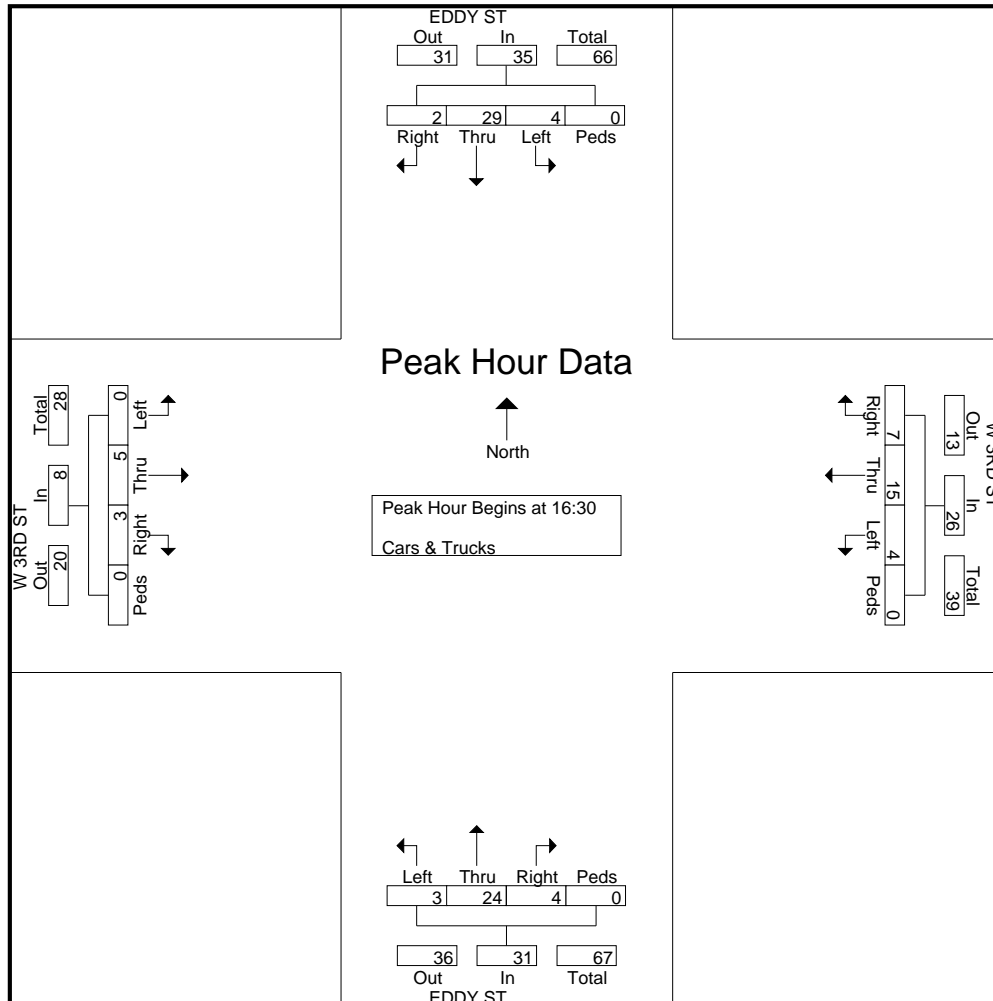 EDDY ST
Out In Total
31 35 66
2 29 4 0
Right Thru Left Peds
Peak Hour Data
North
Peak Hour Begins at 16:30
Cars & Trucks
W 3RD ST
Out In Total
20 8 28
0 5 3 0
Left Thru Right Peds
W 3RD ST
Out In Total
13 26 39
7 15 4 0
Right Thru Left Peds
Left Thru Right Peds
3 24 4 0
36 31 67
Out In Total
EDDY ST